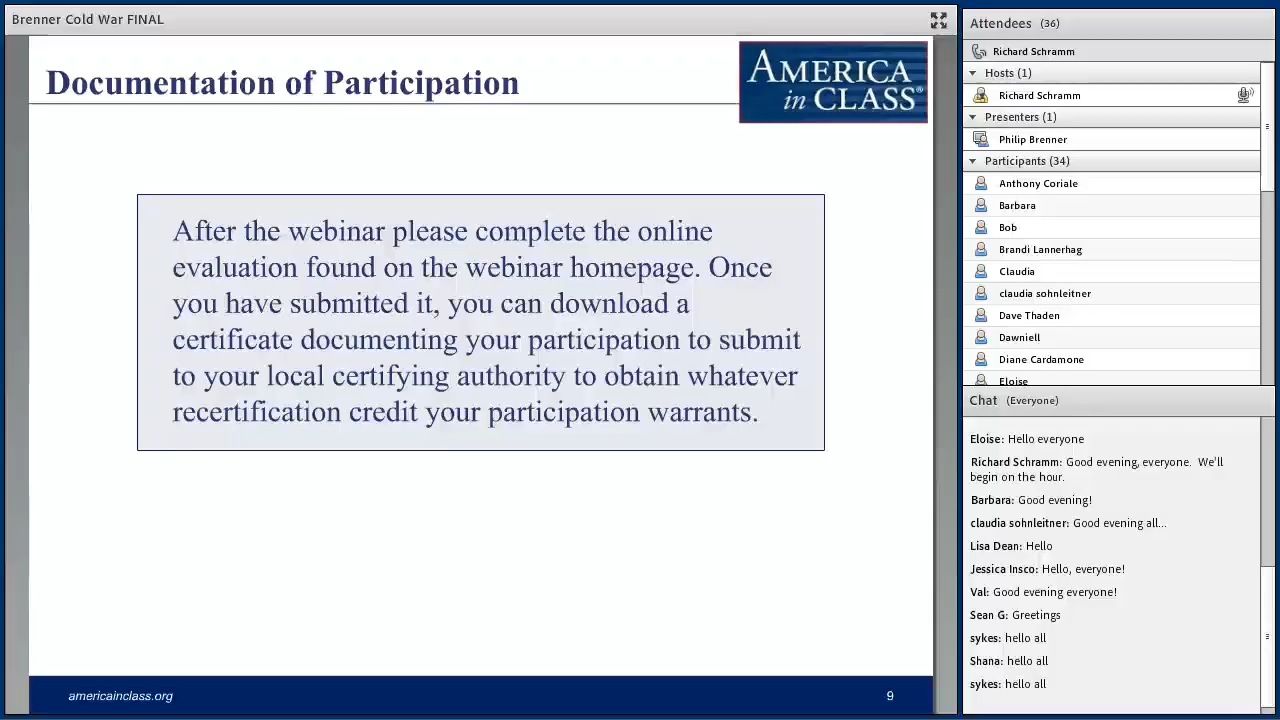 Brenner Cold War FINAL
Documentation of Participation
AMERICA
in CLASS®
After the webinar please complete the online
evaluation found on the webinar homepage. Once
you have submitted it, you can download a
certificate documenting your participation to submit
to your local certifying authority to obtain whatever
recertification credit your participation warrants.
americainclass.org
9
Attendees (36)
Richard Schramm
Hosts (1)
Richard Schramm
Presenters (1)
Philip Brenner
Participants (34)
Anthony Coriale
Barbara
Bob
Brandi Lannerhag
Claudia
claudia sohnleitner
Dave Thaden
Dawniell
Diane Cardamone
Eloise
Chat (Everyone)
Eloise: Hello everyone
Richard Schramm: Good evening, everyone. We'll
begin on the hour.
Barbara: Good evening!
claudia sohnleitner: Good evening all...
Lisa Dean: Hello
Jessica Insco: Hello, everyone!
Val: Good evening everyone!
Sean G: Greetings
sykes: hello all
Shana: hello all
sykes: hello all